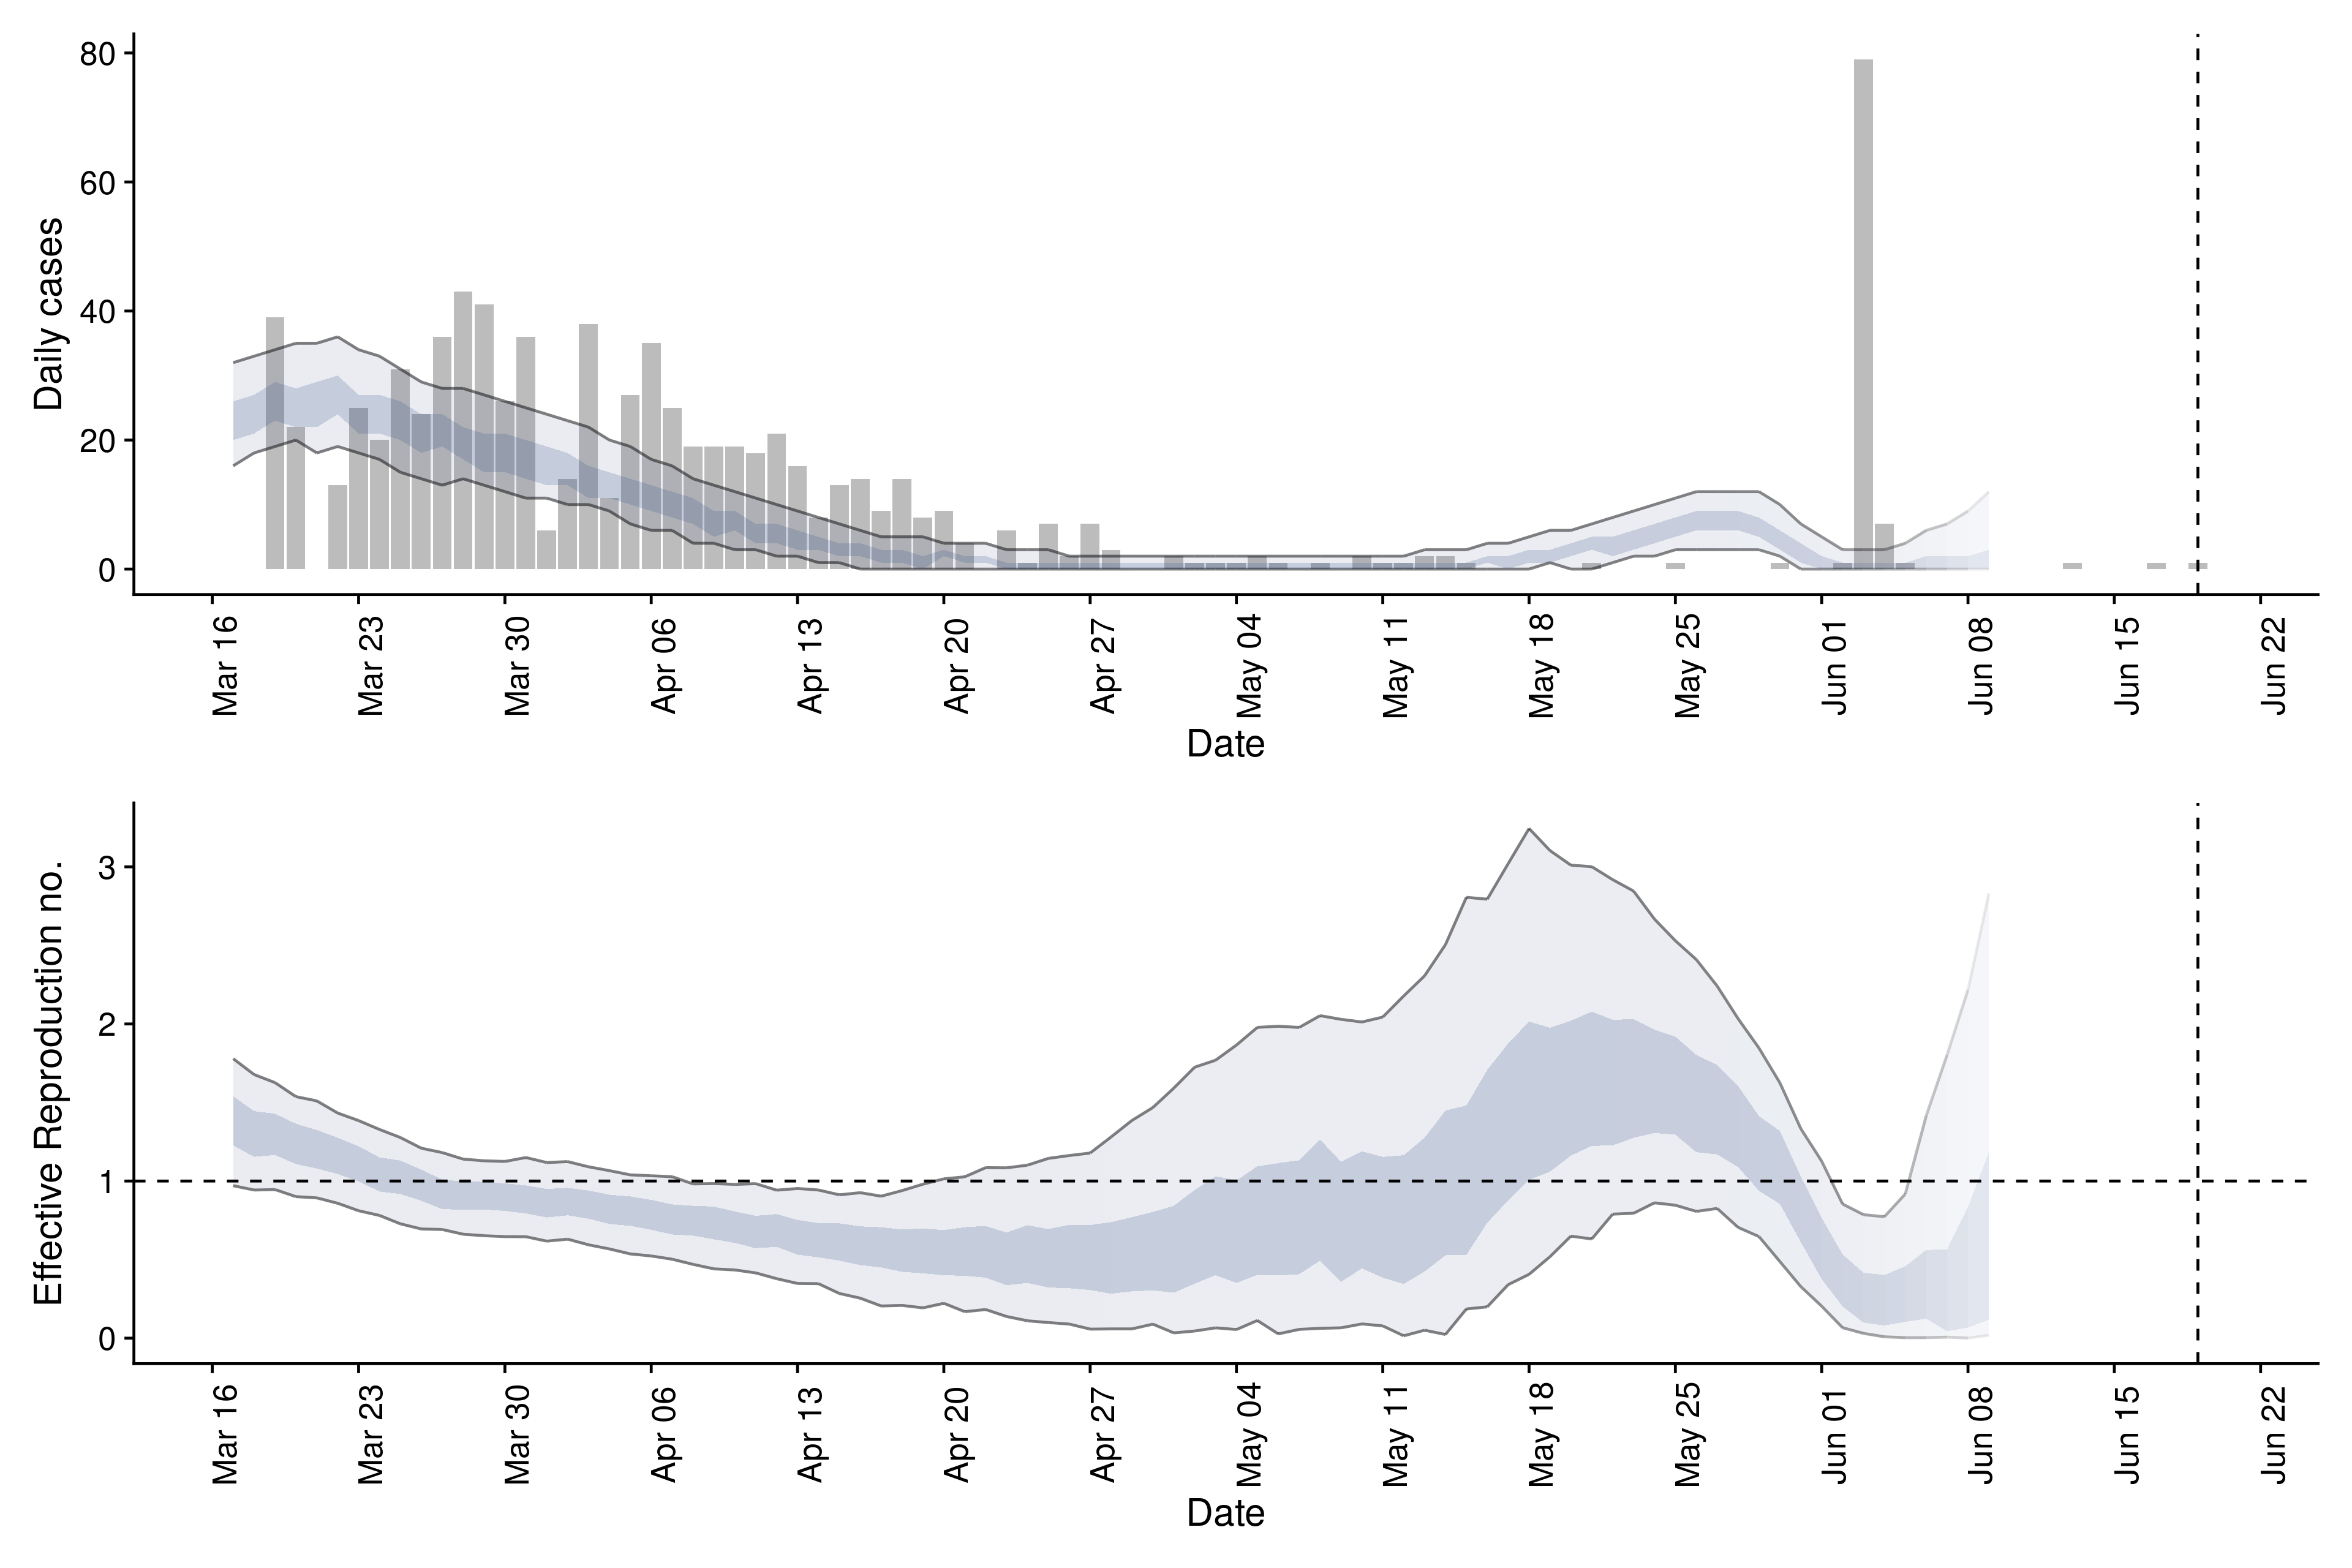 80
60
40
20
0
Daily cases
Mar 16
Mar 23
Mar 30
Apr 06
Apr 13
Apr 20
Apr 27
May 04
May 11
May 18
May 25
Jun 01
Jun 08
Jun 15
Jun 22
Date
3
2
1
0
Effective Reproduction no.
Mar 16
Mar 23
Mar 30
Apr 06
Apr 13
Apr 20
Apr 27
May 04
May 11
May 18
May 25
Jun 01
Jun 08
Jun 15
Jun 22
Date